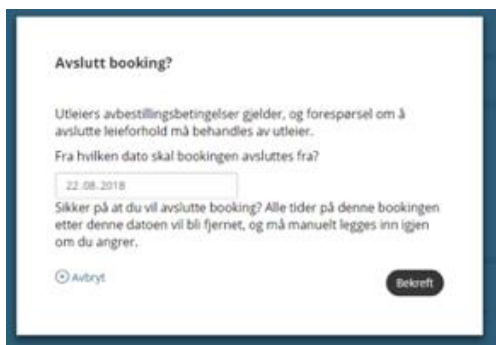 Avslutt booking?
Utleiers avbestillingsbetingelser gjelder, og forespørsel om å
avslutte leieforhold må behandles av utleier.
Fra hvilken dato skal bookingen avsluttes fra?
22.08.2018
Sikker på at du vil avslutte booking? Alle tider på denne bookingen
etter denne datoen vil bli fjernet, og må manuelt legges inn igjen
om du angrer.
Avbryt
Bekreft